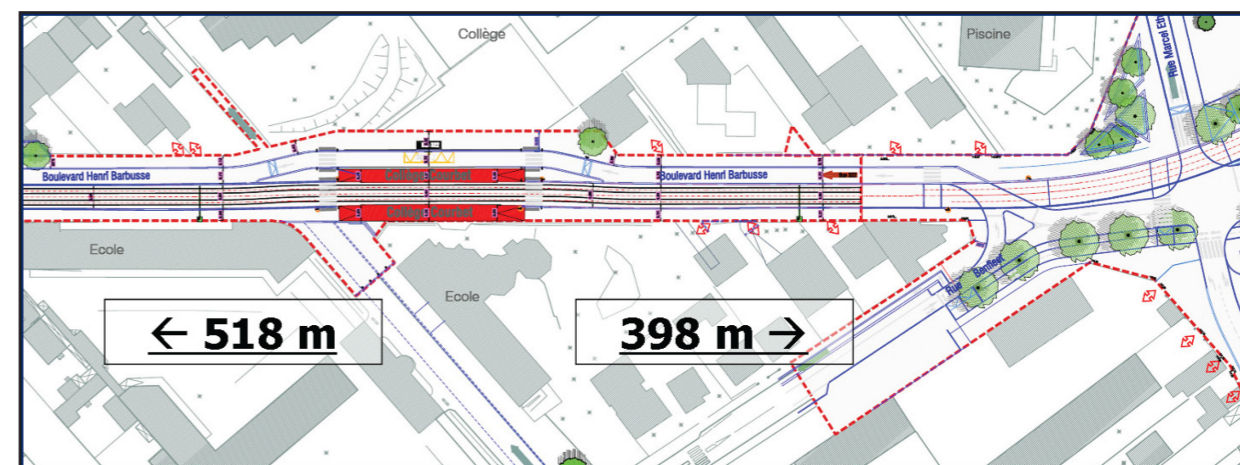 Collège
Piscine
Rue Marcel
Boulevard Henri Barbusse
Collège Courbet
Boulevard Henri Barbusse
Collège Courbet
Ecole
Rue Benfleet
Ecole
← 518 m
398 m →